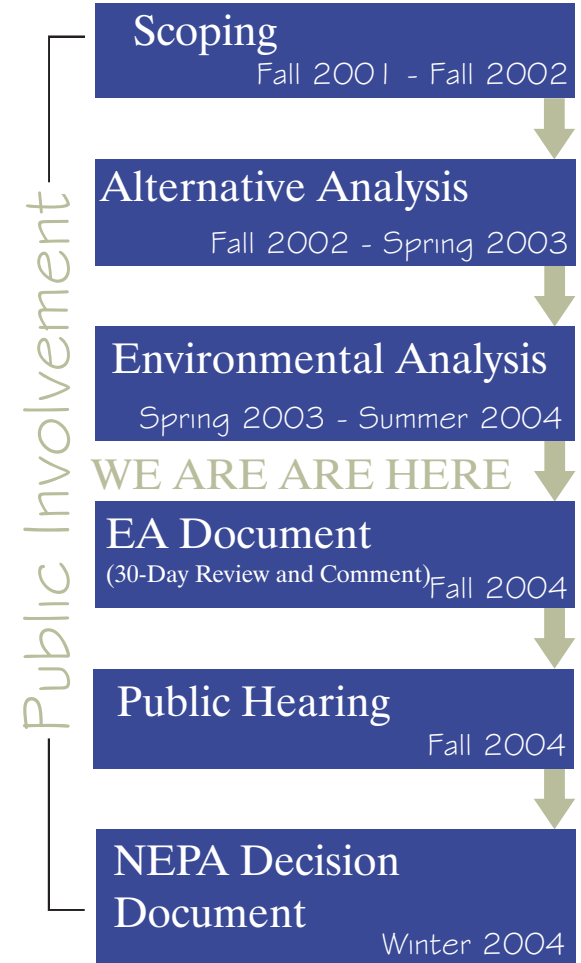 Public Involvement
Scoping
Fall 2001 - Fall 2002
Alternative Analysis
Fall 2002 - Spring 2003
Environmental Analysis
Spring 2003 - Summer 2004
WE ARE ARE HERE
EA Document
(30-Day Review and Comment)
Fall 2004
Public Hearing
Fall 2004
NEPA Decision
Document
Winter 2004